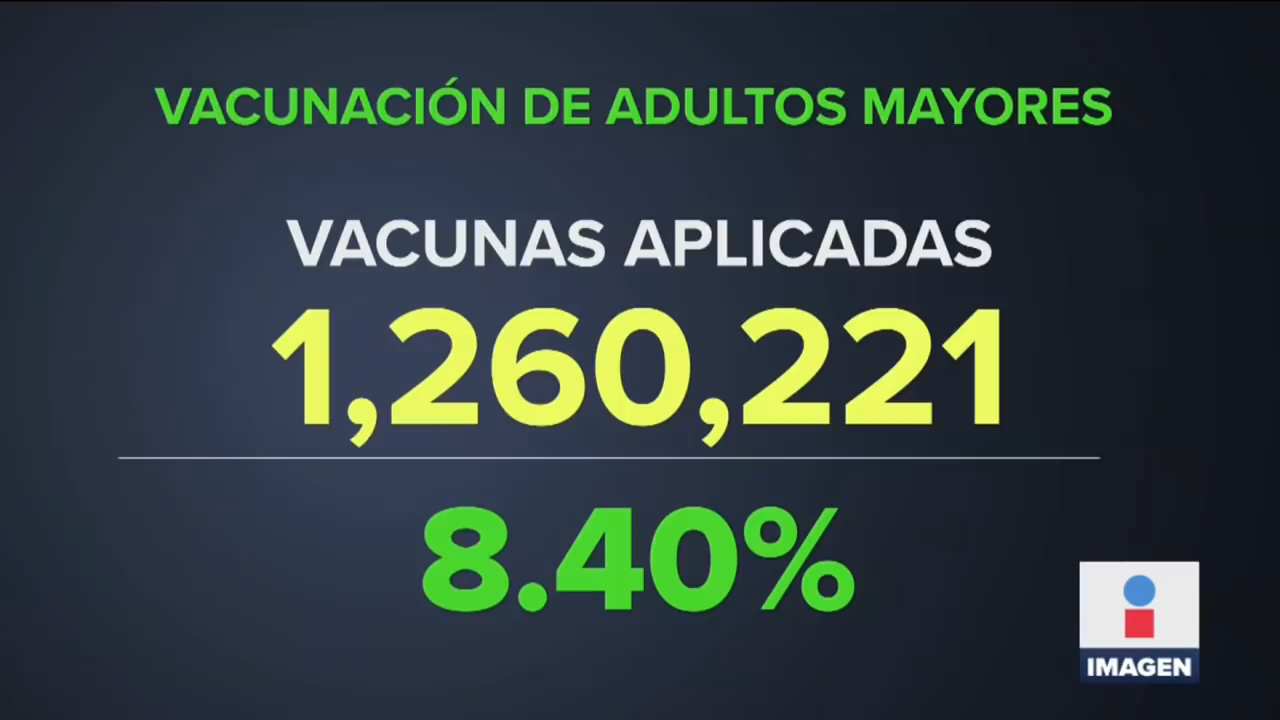 VACUNACIÓN DE ADULTOS MAYORES
VACUNAS APLICADAS
1,260,221
8.40%
IMAGEN